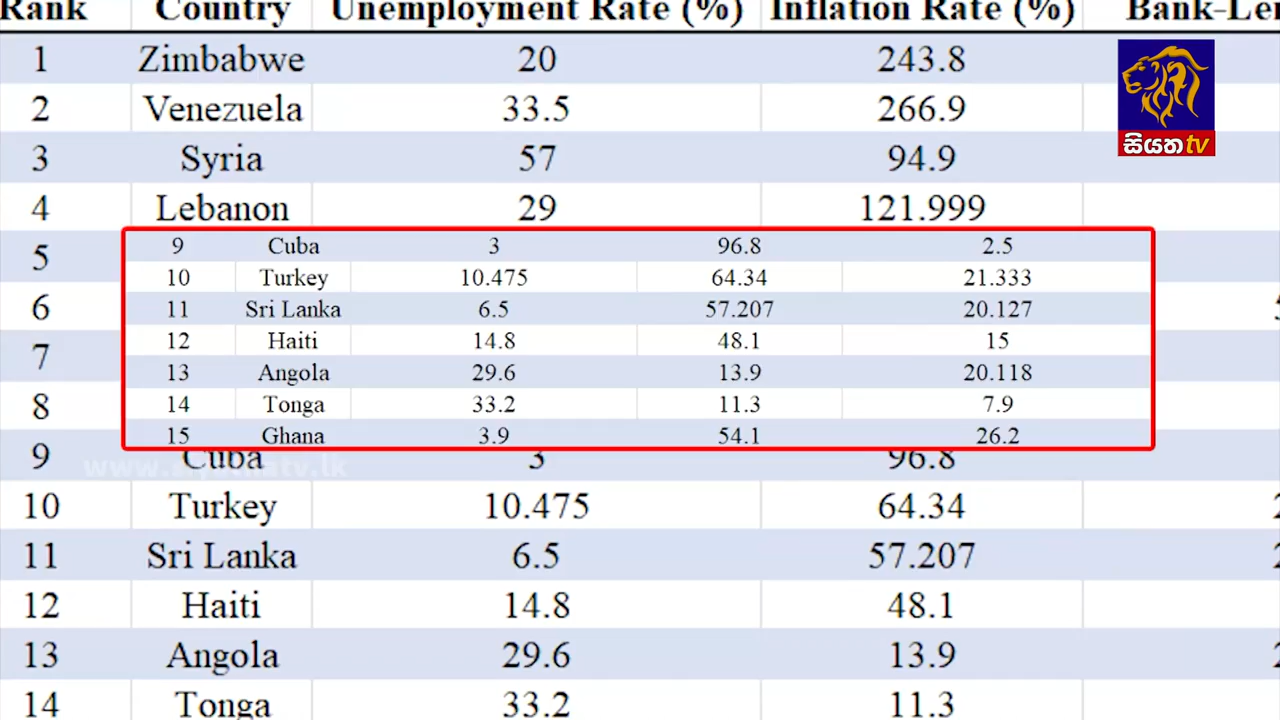 Rank Country Unemployment Rate (%) Inflation Rate (%)
1 Zimbabwe 20 243.8
2 Venezuela 33.5 266.9
3 Syria 57 94.9
සියත tv
4 Lebanon 29 121.999
5
6
7
8
9 Cuba 3 96.8 2.5
10 Turkey 10.475 64.34 21.333
11 Sri Lanka 6.5 57.207 20.127
12 Haiti 14.8 48.1 15
13 Angola 29.6 13.9 20.118
14 Tonga 33.2 11.3 7.9
15 Ghana 3.9 54.1 26.2
9 Cuba 3 96.8
10 Turkey 10.475 64.34
11 Sri Lanka 6.5 57.207
12 Haiti 14.8 48.1
13 Angola 29.6 13.9
14 Tonga 33.2 11.3